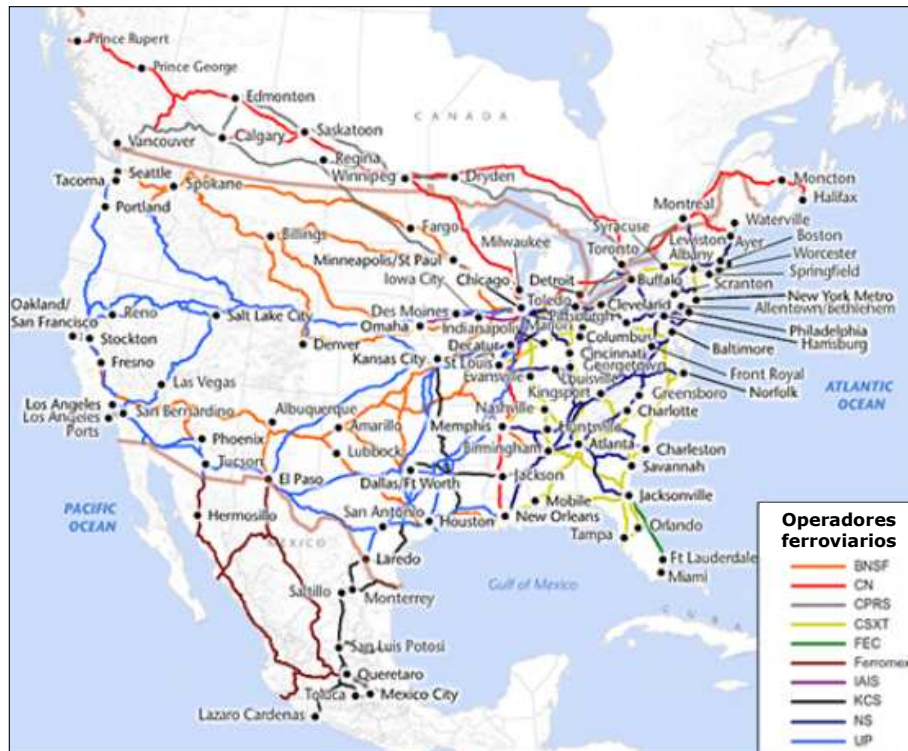 Prince Rupert
Prince George
Edmonton
CANADA
Saskatoon
Vancouver
Calgary
Regina
Winnipeg
Dryden
Moncton
Halifax
Seattle
Tacoma
Spokane
Portland
Montreal
Waterville
Syracuse
Toronto
Lewiston
Albany
Ayer
Boston
Worcester
Springfield
Scranton
New York Metro
Allentown/Bethlehem
Philadelphia
Harrisburg
Fargo
Milwaukee
Billings
Minneapolis/St Paul
Iowa City
Chicago
Detroit
Toledo
Buffalo
Cleveland
Pittsburgh
Marion
Oakland/
San Francisco
Reno
Salt Lake City
Des Moines
Omaha
Indianapolis
Columbus
Baltimore
Stockton
Denver
Decatur
Cincinnati
Kansas City
St Louis
Georgetown
Front Royal
Fresno
Evansville
Louisville
Norfolk
Las Vegas
Kingsport
Greensboro
ATLANTIC
OCEAN
Los Angeles
Los Angeles
Ports
San Bernardino
Albuquerque
Amarillo
Nashville
Memphis
Huntsville
Charlotte
Phoenix
Lubbock
Birmingham
Atlanta
Charleston
Tucson
El Paso
Dallas/Ft Worth
Jackson
Savannah
PACIFIC
OCEAN
Hermosillo
MEXICO
San Antonio
Houston
Mobile
New Orleans
Jacksonville
Orlando
Tampa
Laredo
Gulf of Mexico
Ft Lauderdale
Miami
Saltillo
Monterrey
CUBA
San Luis Potosi
Queretaro
Toluca
Mexico City
Lazaro Cardenas
Operadores
ferroviarios
BNSF
CN
CPRS
CSXT
FEC
Ferromex
IAIS
KCS
NS
UP